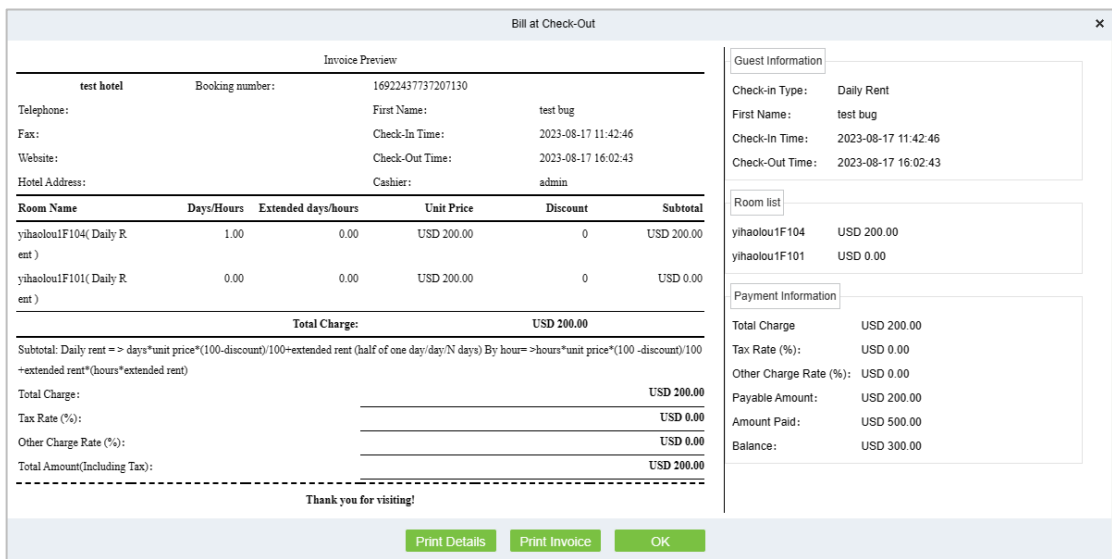 Bill at Check-Out
×
Invoice Preview
test hotel Booking number: 16922437737207130
Telephone: First Name: test bug
Fax: Check-In Time: 2023-08-17 11:42:46
Website: Check-Out Time: 2023-08-17 16:02:43
Hotel Address: Cashier: admin
Room Name Days/Hours Extended days/hours Unit Price Discount Subtotal
yihaolou1F104( Daily R 1.00 0.00 USD 200.00 0 USD 200.00
ent )
yihaolou1F101( Daily R 0.00 0.00 USD 200.00 0 USD 0.00
ent )
Total Charge: USD 200.00
Subtotal: Daily rent = > days*unit price*(100-discount)/100+extended rent (half of one day/day/N days) By hour= >hours*unit price*(100 -discount)/100
+extended rent*(hours*extended rent)
Total Charge: USD 200.00
Tax Rate (%): USD 0.00
Other Charge Rate (%): USD 0.00
Total Amount(Including Tax): USD 200.00
Thank you for visiting!
Guest Information
Check-in Type: Daily Rent
First Name: test bug
Check-In Time: 2023-08-17 11:42:46
Check-Out Time: 2023-08-17 16:02:43
Room list
yihaolou1F104 USD 200.00
yihaolou1F101 USD 0.00
Payment Information
Total Charge USD 200.00
Tax Rate (%): USD 0.00
Other Charge Rate (%): USD 0.00
Payable Amount: USD 200.00
Amount Paid: USD 500.00
Balance: USD 300.00
Print Details Print Invoice OK